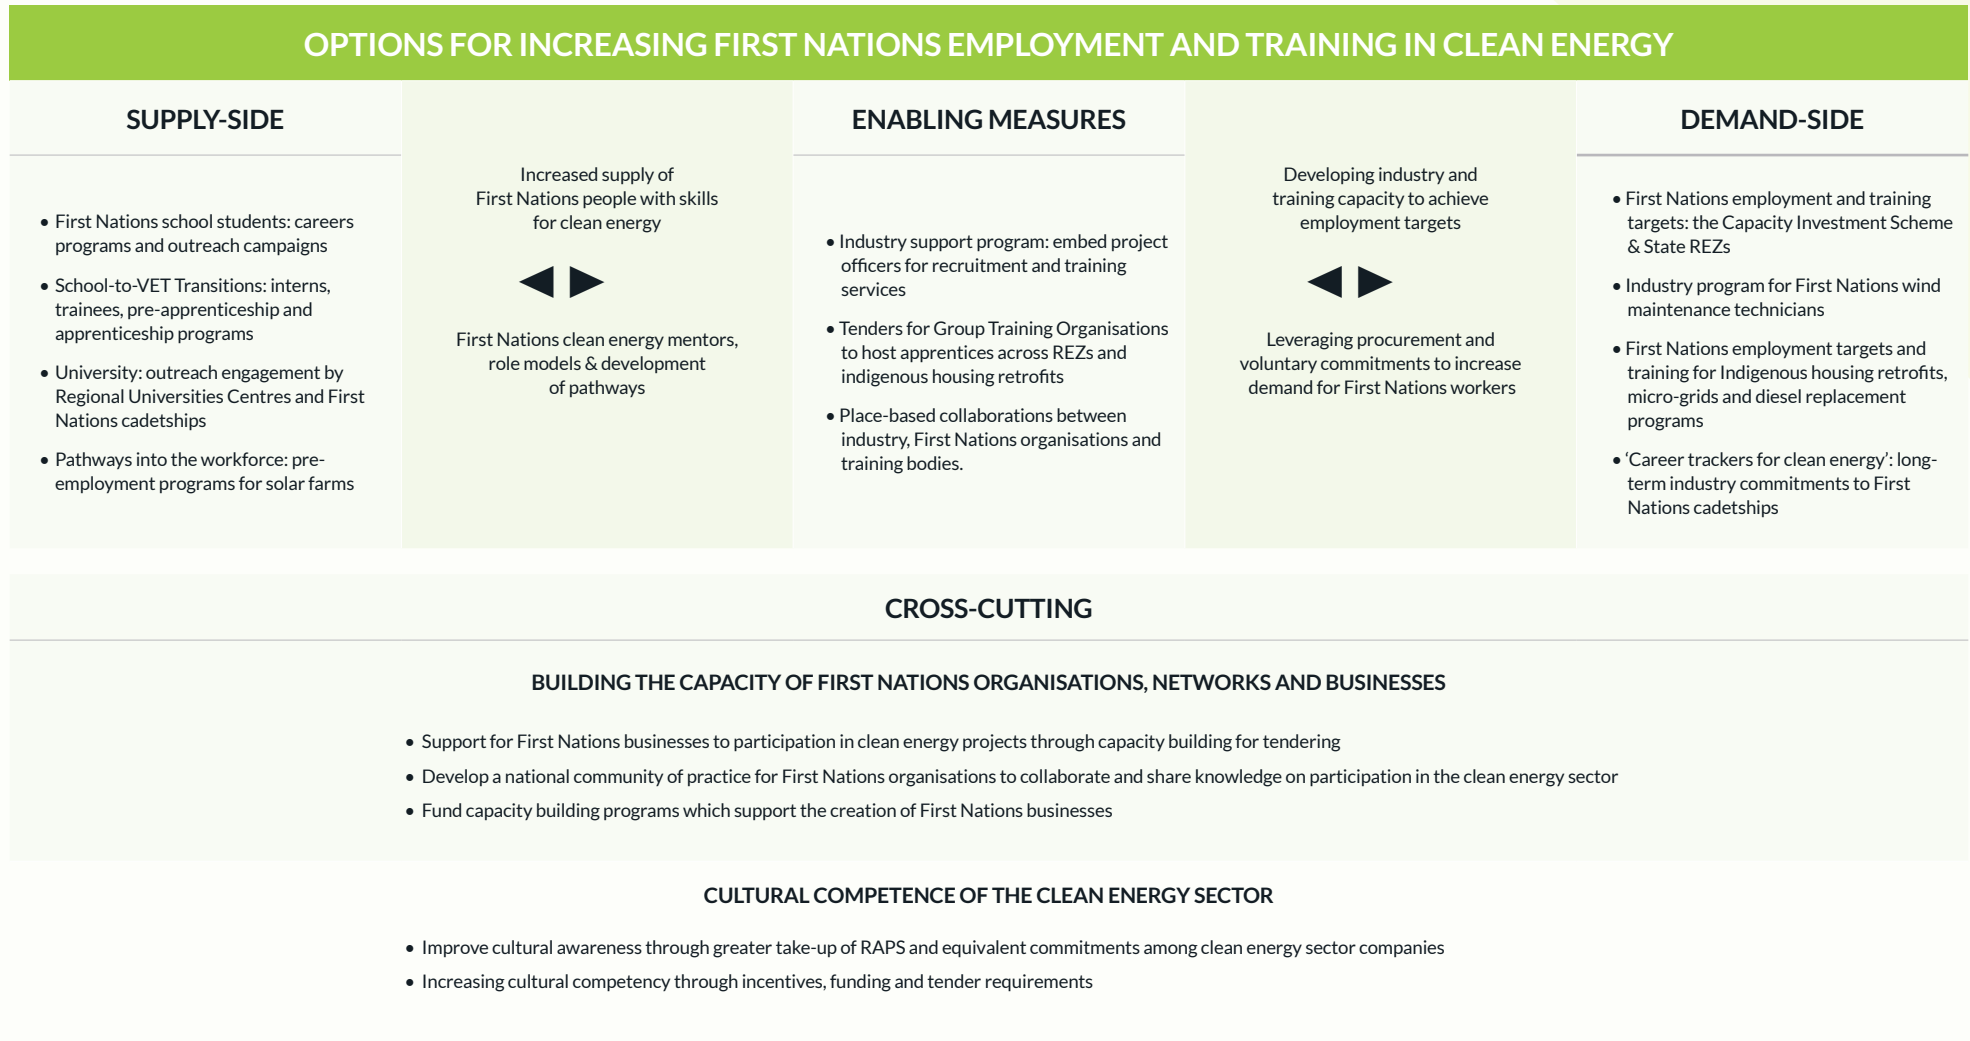 OPTIONS FOR INCREASING FIRST NATIONS EMPLOYMENT AND TRAINING IN CLEAN ENERGY
SUPPLY-SIDE
• First Nations school students: careers
programs and outreach campaigns
• School-to-VET Transitions: interns,
trainees, pre-apprenticeship and
apprenticeship programs
• University: outreach engagement by
Regional Universities Centres and First
Nations cadetships
• Pathways into the workforce: pre-
employment programs for solar farms
Increased supply of
First Nations people with skills
for clean energy
First Nations clean energy mentors,
role models & development
of pathways
ENABLING MEASURES
• Industry support program: embed project
officers for recruitment and training
services
• Tenders for Group Training Organisations
to host apprentices across REZs and
indigenous housing retrofits
• Place-based collaborations between
industry, First Nations organisations and
training bodies.
Developing industry and
training capacity to achieve
employment targets
Leveraging procurement and
voluntary commitments to increase
demand for First Nations workers
DEMAND-SIDE
• First Nations employment and training
targets: the Capacity Investment Scheme
& State REZs
• Industry program for First Nations wind
maintenance technicians
• First Nations employment targets and
training for Indigenous housing retrofits,
micro-grids and diesel replacement
programs
• ‘Career trackers for clean energy’: long-
term industry commitments to First
Nations cadetships
CROSS-CUTTING
BUILDING THE CAPACITY OF FIRST NATIONS ORGANISATIONS, NETWORKS AND BUSINESSES
• Support for First Nations businesses to participation in clean energy projects through capacity building for tendering
• Develop a national community of practice for First Nations organisations to collaborate and share knowledge on participation in the clean energy sector
• Fund capacity building programs which support the creation of First Nations businesses
CULTURAL COMPETENCE OF THE CLEAN ENERGY SECTOR
• Improve cultural awareness through greater take-up of RAPS and equivalent commitments among clean energy sector companies
• Increasing cultural competency through incentives, funding and tender requirements